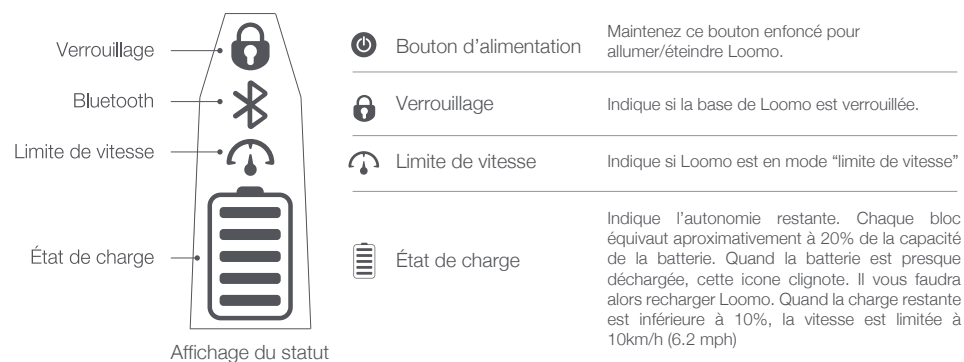 Verrouillage
Bluetooth
Limite de vitesse
État de charge
Affichage du statut
Bouton d'alimentation
Maintenez ce bouton enfoncé pour
allumer/éteindre Loomo.
Verrouillage
Indique si la base de Loomo est verrouillée.
Limite de vitesse
Indique si Loomo est en mode “limite de vitesse”
État de charge
Indique l'autonomie restante. Chaque bloc
équivaut aproximativement à 20% de la capacité
de la batterie. Quand la batterie est presque
déchargée, cette icone clignote. Il vous faudra
alors recharger Loomo. Quand la charge restante
est inférieure à 10%, la vitesse est limitée à
10km/h (6.2 mph)